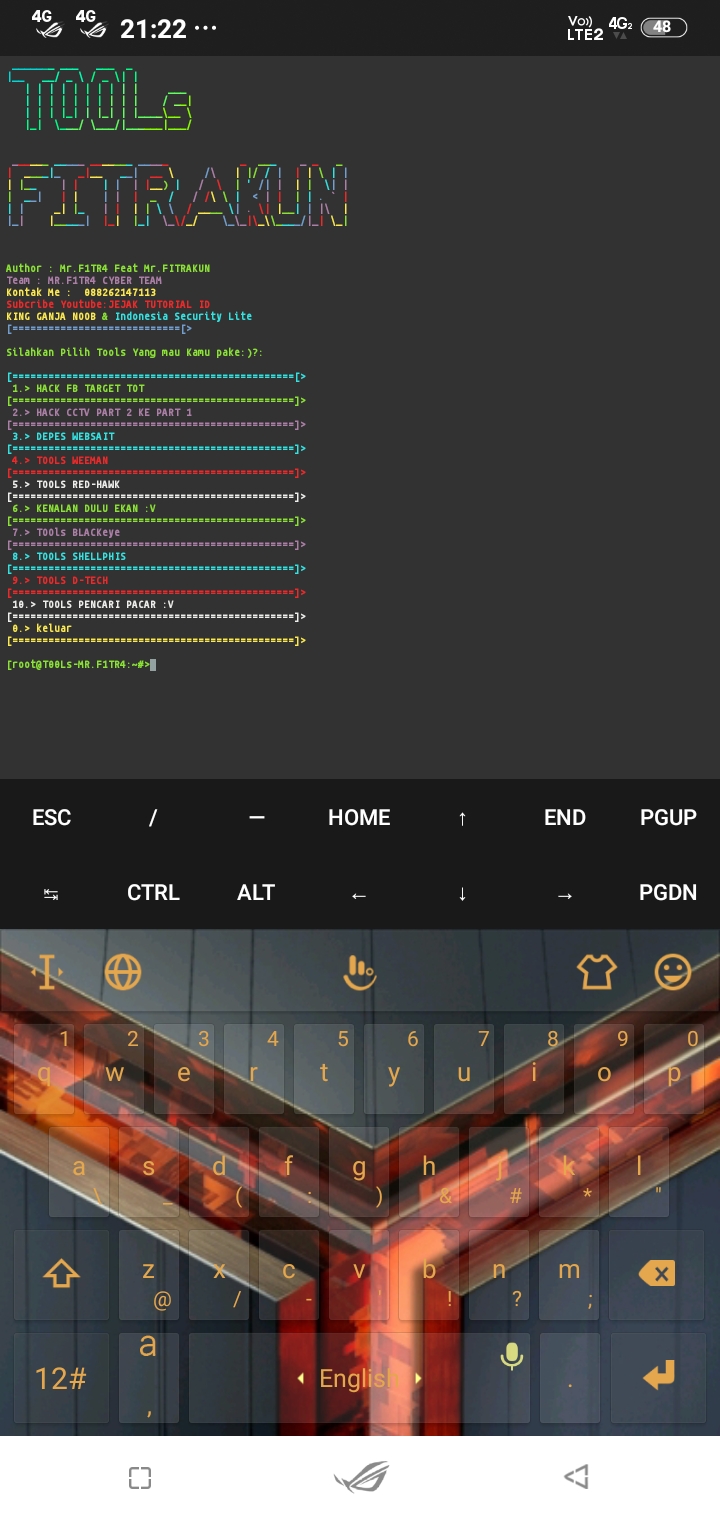 4G 4G 21:22 ··· Vo)) LTE2 4G2 48
TOOLs
FITRAKUN
Author : Mr.F1TR4 Feat Mr.FITRAKUN
Team : MR.F1TR4 CYBER TEAM
Kontak Me :  088262147113
Subcribe Youtube:JEJAK TUTORIAL ID
KING GANJA NOOB & Indonesia Security Lite
[============================[>
Silahkan Pilih Tools Yang mau Kamu pake:)?:
[===============================================[>
1.> HACK FB TARGET TOT
[===============================================]>
2.> HACK CCTV PART 2 KE PART 1
[===============================================]>
3.> DEPES WEBSAIT
[===============================================]>
4.> TOOLS WEEMAN
[===============================================]>
5.> TOOLS RED-HAWK
[===============================================]>
6.> KENALAN DULU EKAN :V
[===============================================]>
7.> TOOls BLACKeye
[===============================================]>
8.> TOOLS SHELLPHIS
[===============================================]>
9.> TOOLS D-TECH
[===============================================]>
10.> TOOLS PENCARI PACAR :V
[===============================================]>
0.> keluar
[===============================================]>
[root@T00Ls-MR.F1TR4:~#>
ESC / — HOME ↑ END PGUP
↹ CTRL ALT ← ↓ → PGDN
1 2 3 4 5 6 7 8 9 0
q w e r t y u i o p
a s d f g h j k l
\ _ ( : ) & # * "
z x c v b n m
@ / - ' ! ? ;
12# a , English .